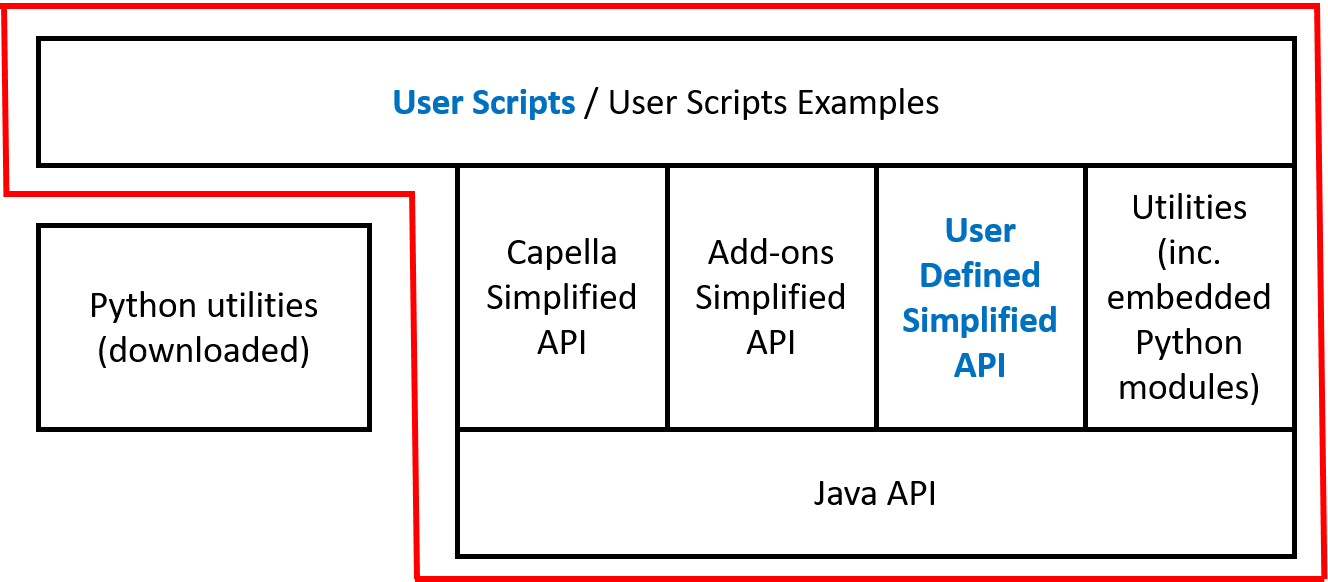 User Scripts / User Scripts Examples
Python utilities
(downloaded)
Capella
Simplified
API
Add-ons
Simplified
API
User
Defined
Simplified
API
Utilities
(inc.
embedded
Python
modules)
Java API